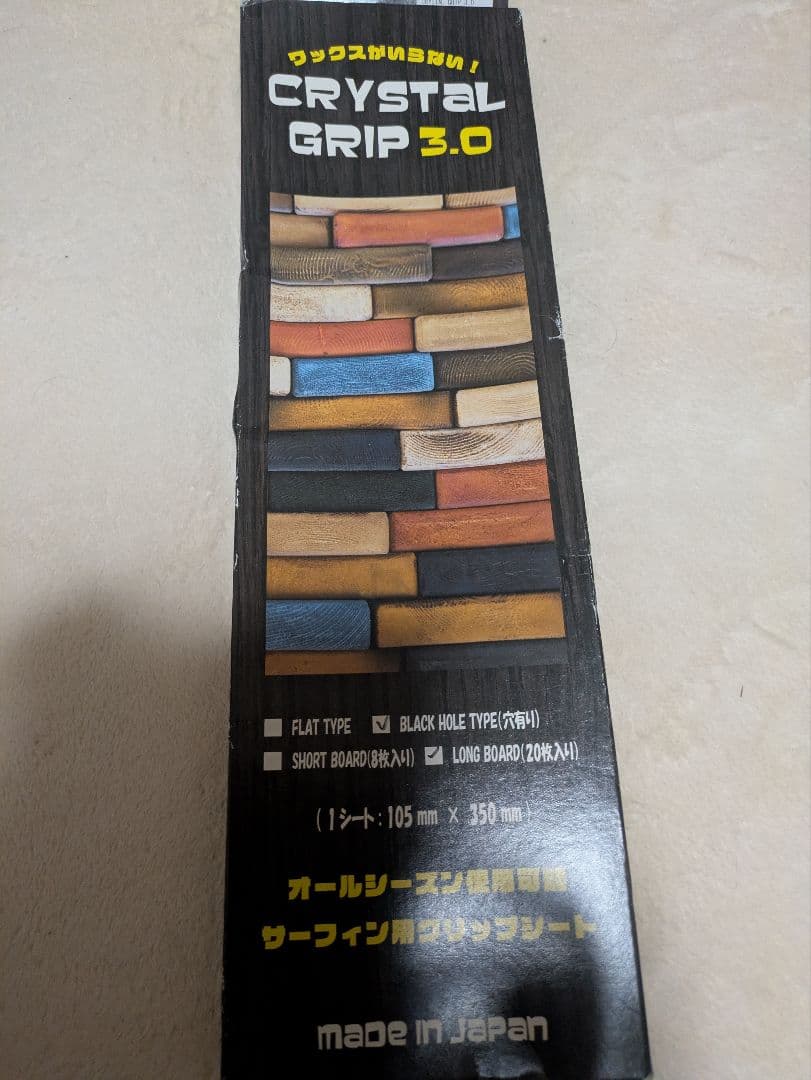 ワックスがいらない！
CRYSTAL
GRIP 3.0
FLAT TYPE ☑ BLACK HOLE TYPE(穴有り)
SHORT BOARD(8枚入り) ☑ LONG BOARD(20枚入り)
(1シート:105 mm × 350 mm)
オールシーズン使用可能
サーフィン用グリップシート
made in Japan